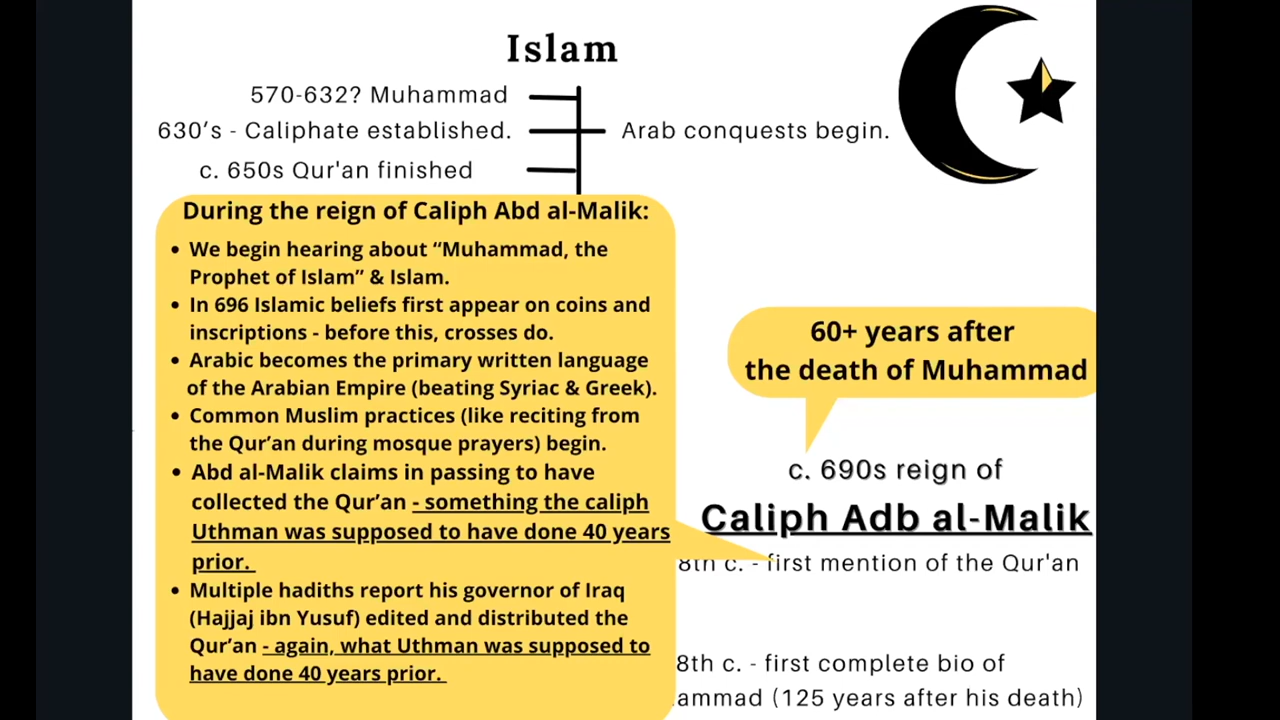 Islam
570-632? Muhammad
630's - Caliphate established.
Arab conquests begin.
c. 650s Qur'an finished
During the reign of Caliph Abd al-Malik:
• We begin hearing about “Muhammad, the
Prophet of Islam” & Islam.
• In 696 Islamic beliefs first appear on coins and
inscriptions - before this, crosses do.
• Arabic becomes the primary written language
of the Arabian Empire (beating Syriac & Greek).
• Common Muslim practices (like reciting from
the Qur’an during mosque prayers) begin.
• Abd al-Malik claims in passing to have
collected the Qur’an - something the caliph
Uthman was supposed to have done 40 years
prior.
• Multiple hadiths report his governor of Iraq
(Hajjaj ibn Yusuf) edited and distributed the
Qur’an - again, what Uthman was supposed to
have done 40 years prior.
60+ years after
the death of Muhammad
c. 690s reign of
Caliph Adb al-Malik
8th c. - first mention of the Qur'an
8th c. - first complete bio of
ammad (125 years after his death)